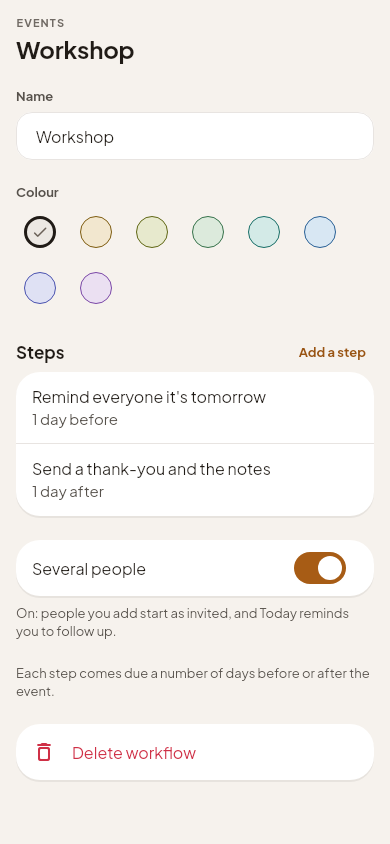 EVENTS
Workshop
Name
Workshop
Colour
Steps
Add a step
Remind everyone it's tomorrow
1 day before
Send a thank-you and the notes
1 day after
Several people
On: people you add start as invited, and Today reminds
you to follow up.
Each step comes due a number of days before or after the
event.
Delete workflow